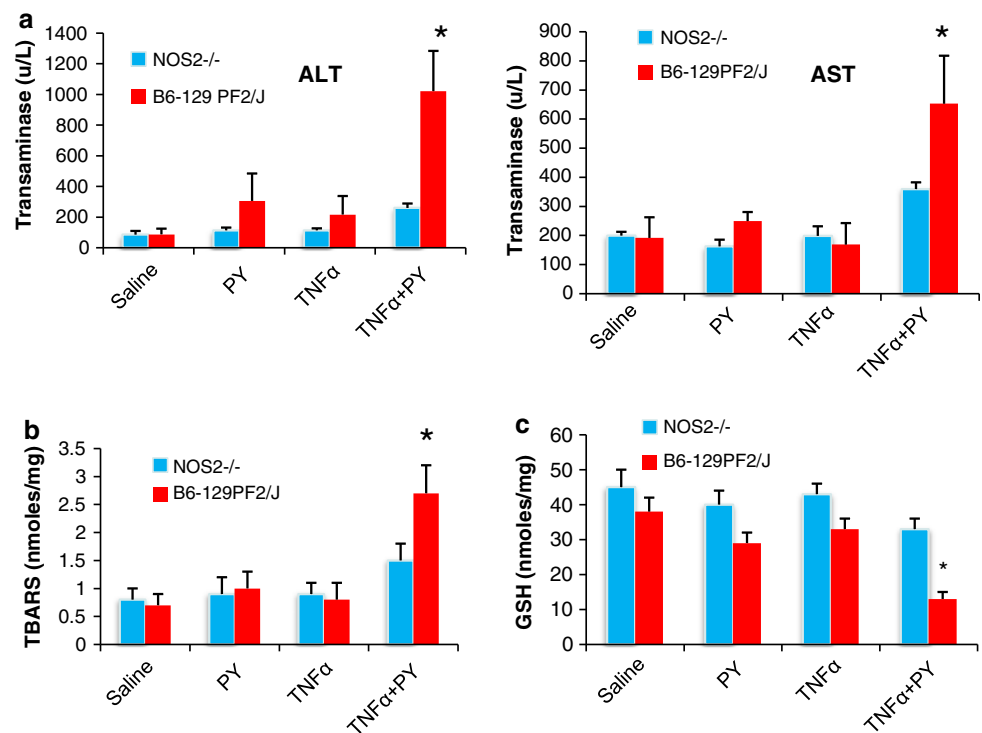 a
Transaminase (u/L)
1400
1200
1000
800
600
400
200
0
NOS2-/-
B6-129 PF2/J
ALT
*
Saline
PY
TNFα
TNFα+PY
Transaminase (u/L)
900
800
700
600
500
400
300
200
100
0
NOS2-/-
B6-129PF2/J
AST
*
Saline
PY
TNFα
TNFα+PY
b
TBARS (nmoles/mg)
3.5
3
2.5
2
1.5
1
0.5
0
NOS2-/-
B6-129PF2/J
*
Saline
PY
TNFα
TNFα+PY
c
GSH (nmoles/mg)
60
50
40
30
20
10
0
NOS2-/-
B6-129PF2/J
*
Saline
PY
TNFα
TNFα+PY